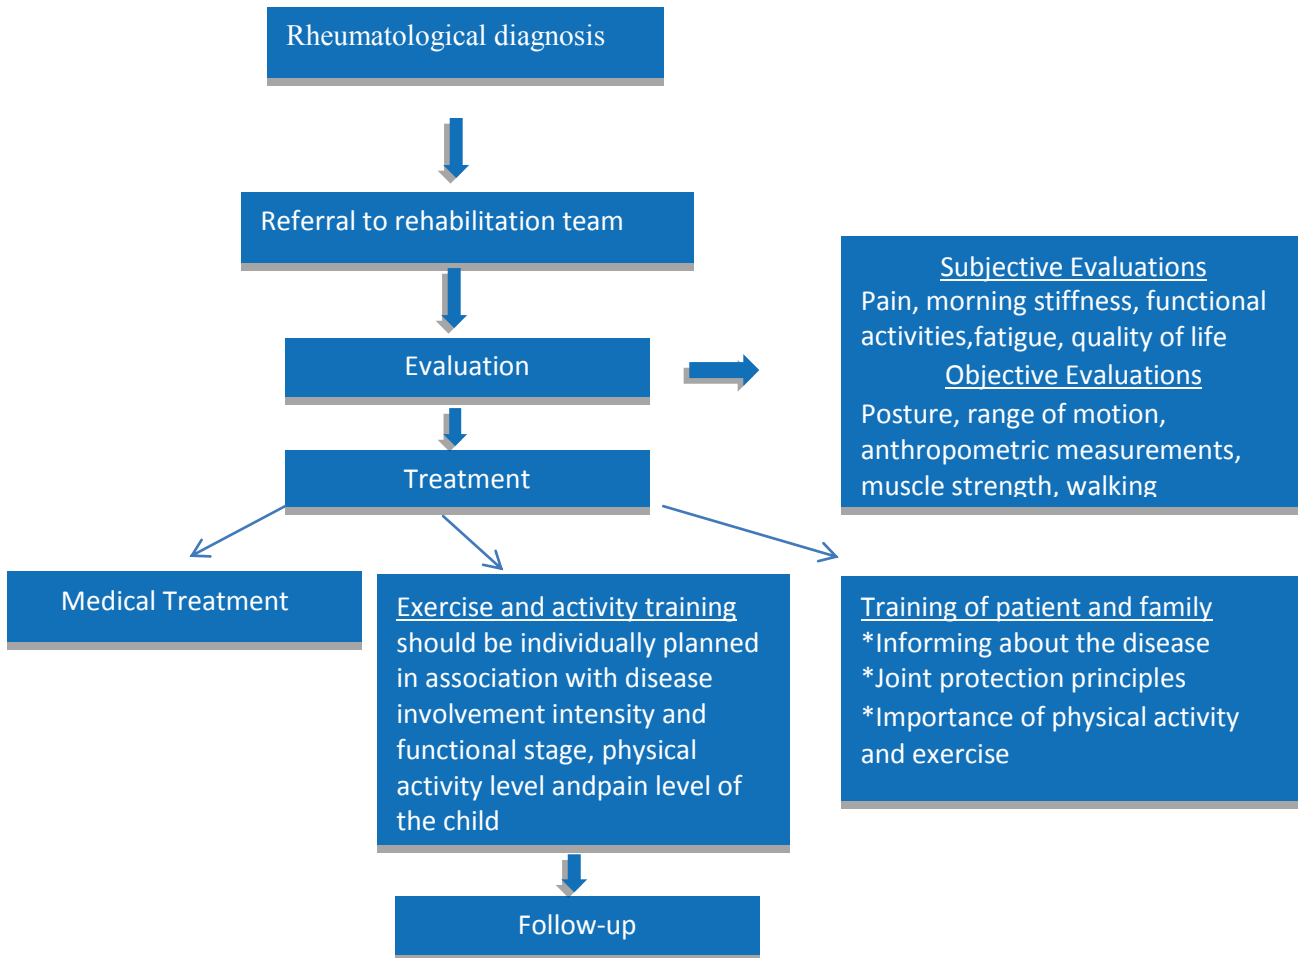 Rheumatological diagnosis
Referral to rehabilitation team
Evaluation
Subjective Evaluations
Pain, morning stiffness, functional
activities,fatigue, quality of life
Objective Evaluations
Posture, range of motion,
anthropometric measurements,
muscle strength, walking
Treatment
Medical Treatment
Exercise and activity training
should be individually planned
in association with disease
involvement intensity and
functional stage, physical
activity level andpain level of
the child
Training of patient and family
*Informing about the disease
*Joint protection principles
*Importance of physical activity
and exercise
Follow-up